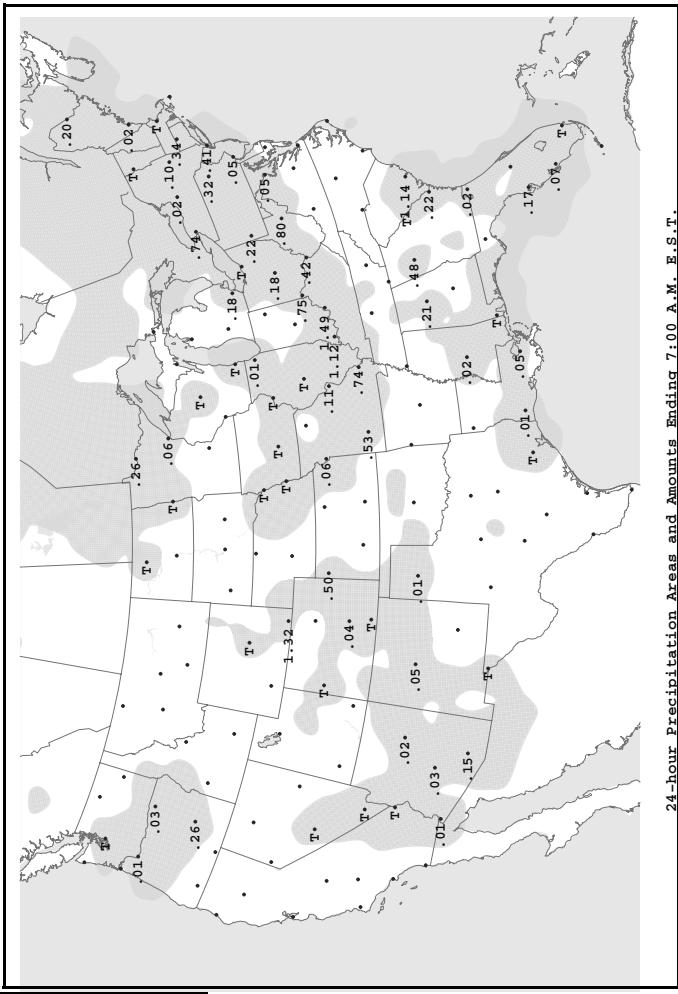 .20
T
.02
T
.01
.26
T
.03
T
.06
.10
T
.34
.02
.26
.74
T
.41
.32
.18
.05
T
T
T
.22
.01
T
.05
T
.18
T
.80
T
1.32
.75
T
.42
T
T
1.49
.06
.50
.11
1.12
.04
.74
T
.53
T
T
.02
T
1.14
.48
.05
.01
.21
.22
.03
.01
.15
.02
.02
T
T
.05
.01
.17
T
.07
T
24-hour Precipitation Areas and Amounts Ending 7:00 A.M. E.S.T.